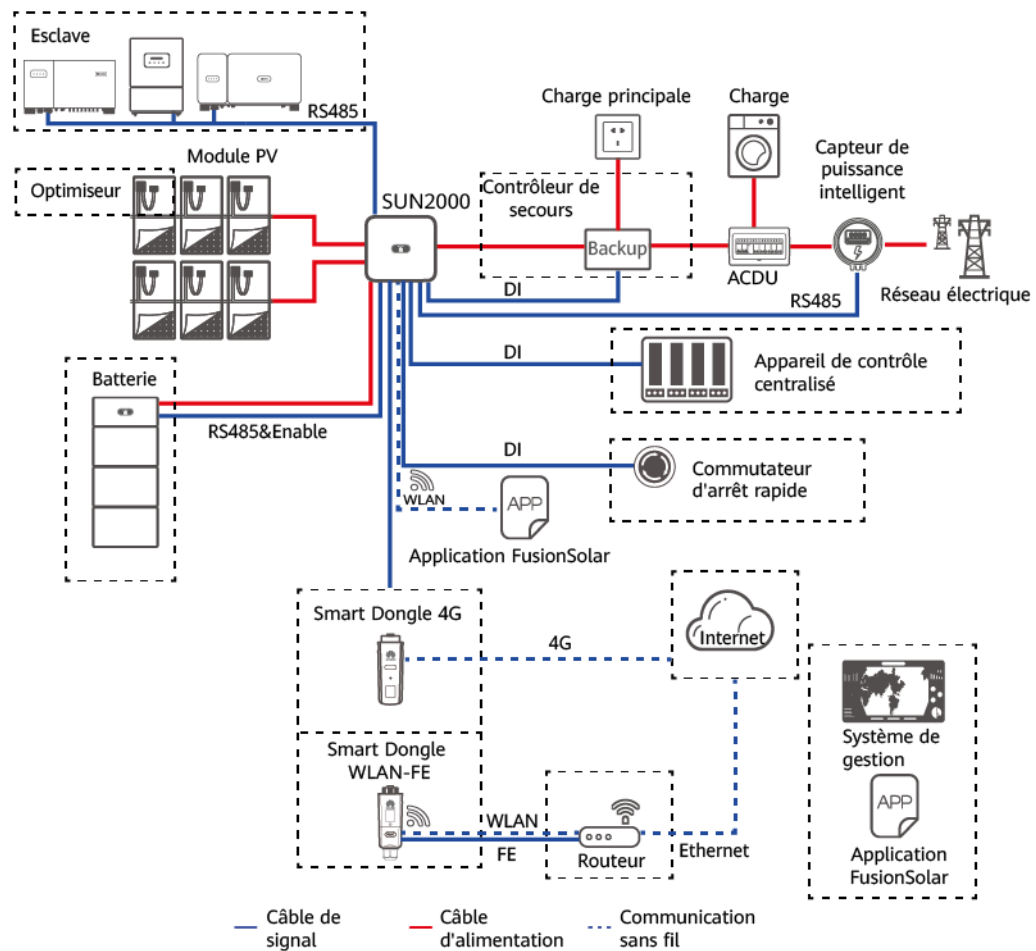 Esclave
RS485
Module PV
Optimiseur
SUN2000
Charge principale
Charge
Capteur de
puissance
intelligent
Contrôleur de
secours
Backup
ACDU
DI
RS485
Réseau électrique
DI
Appareil de contrôle
centralisé
Batterie
RS485&Enable
DI
Commutateur
d'arrêt rapide
WLAN
APP
Application FusionSolar
Smart Dongle 4G
4G
Internet
Système de
gestion
APP
Application
FusionSolar
Smart Dongle
WLAN-FE
WLAN
FE
Routeur
Ethernet
Câble de
signal
Câble
d'alimentation
Communication
sans fil